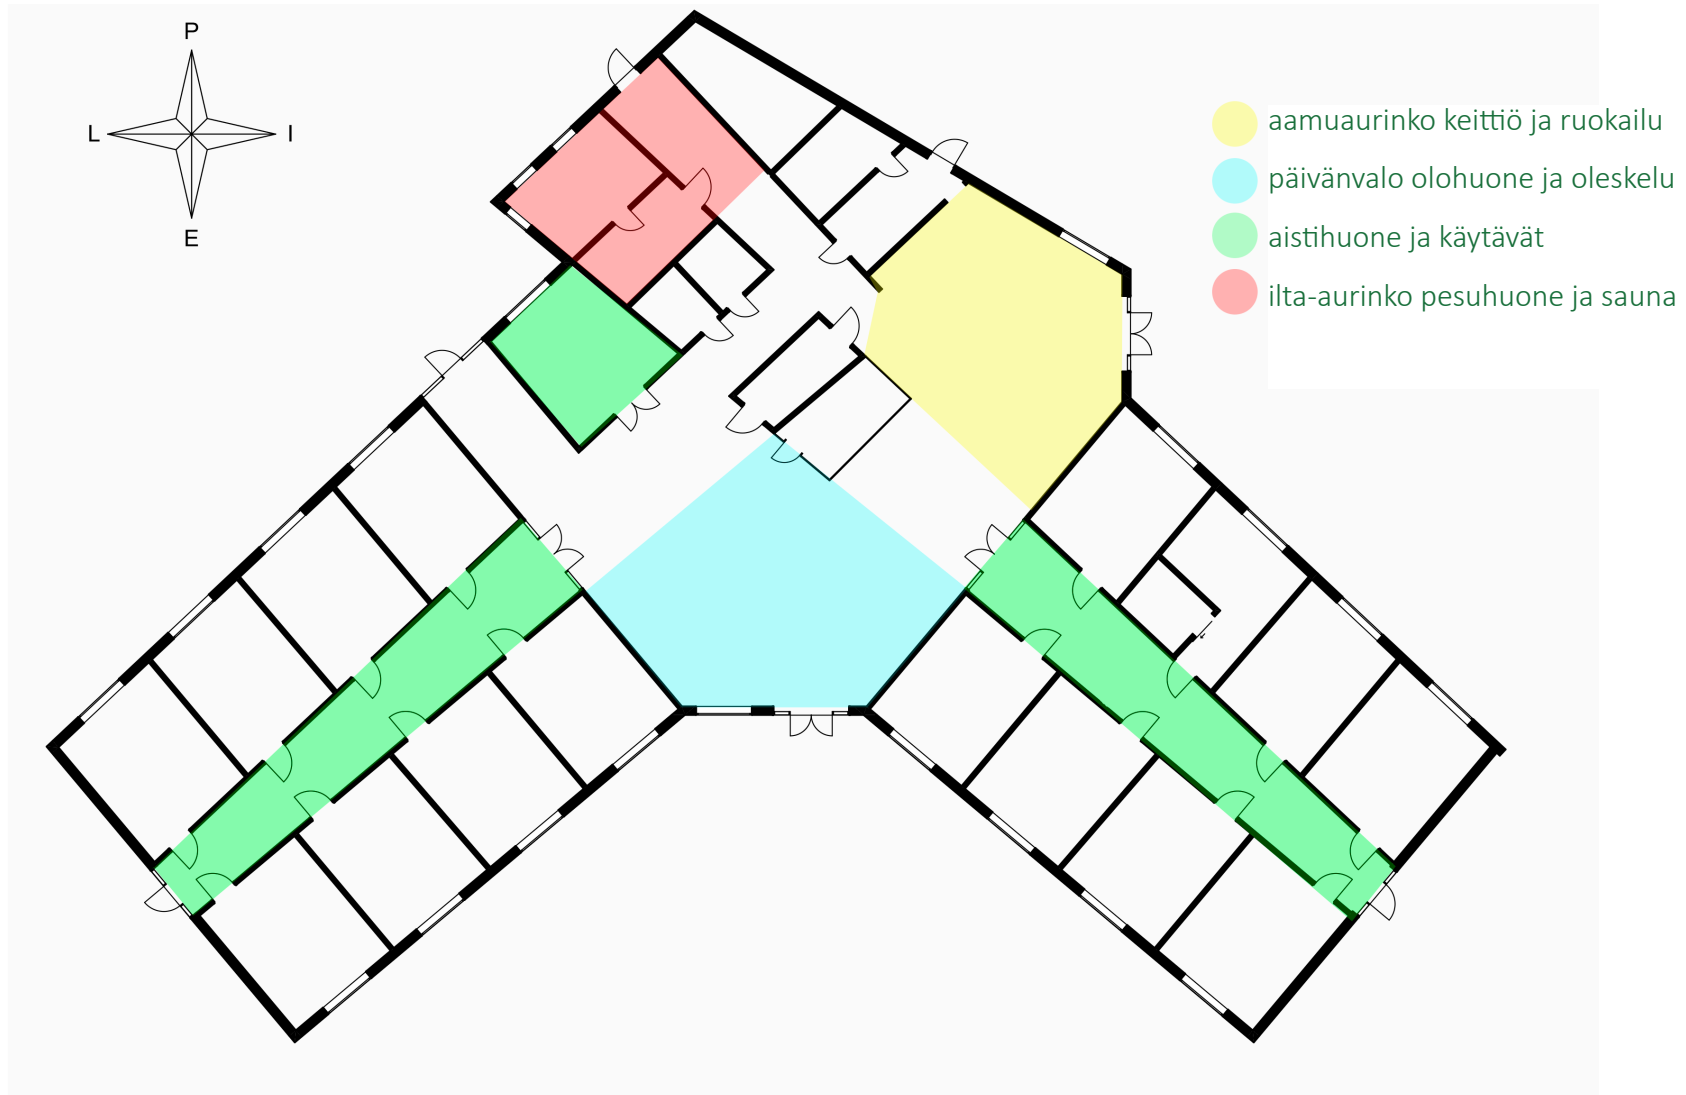 P
L I
E
aamuaurinko keittiö ja ruokailu
päivänvalo olohuone ja oleskelu
aistihuone ja käytävät
ilta-aurinko pesuhuone ja sauna